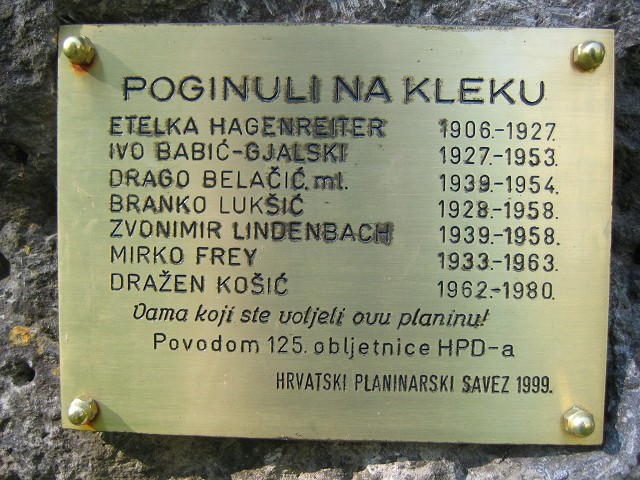 POGINULI NA KLEKU
ETELKA HAGENREITER 1906.-1927.
IVO BABIĆ-GJALSKI 1927.-1953.
DRAGO BELAČIĆ, ml. 1939.-1954.
BRANKO LUKŠIĆ 1928.-1958.
ZVONIMIR LINDENBACH 1939.-1958.
MIRKO FREY 1933.-1963.
DRAŽEN KOŠIĆ 1962.-1980.
Vama koji ste voljeli ovu planinu!
Povodom 125. obljetnice HPD-a
HRVATSKI PLANINARSKI SAVEZ 1999.